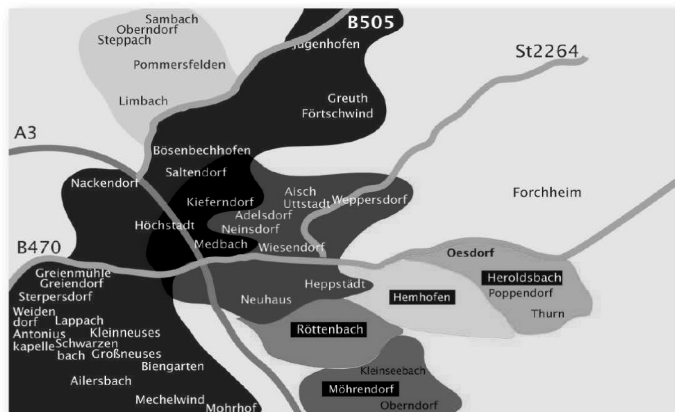 Sambach
Oberndorf
Steppach
Pommersfelden
Limbach
B505
Jugenhofen
St2264
Greuth
Förtschwind
A3
Bösenbechhofen
Saltendorf
Nackendorf
Kieferndorf
Aisch
Uttstadt
Weppersdorf
Forchheim
Höchstadt
Adelsdorf
Neinsdorf
Medbach
Wiesendorf
B470
Oesdorf
Greienmühle
Greiendorf
Sterpersdorf
Heppstädt
Heroldsbach
Poppendorf
Thurn
Neuhaus
Hemhofen
Weiden
dorf
Lappach
Antonius
kapelle
Kleinneuses
Schwarzen
bach
Großneuses
Röttenbach
Biengarten
Ailersbach
Kleinseebach
Möhrendorf
Mechelwind
Mohrhof
Oberndorf